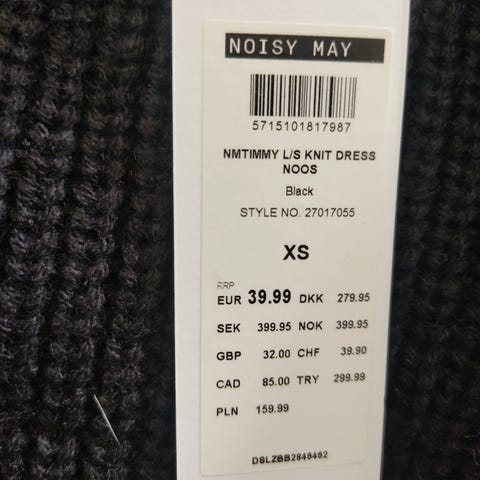 NOISY MAY
5715101817987
NMTIMMY L/S KNIT DRESS
NOOS
Black
STYLE NO. 27017055
XS
RRP
EUR 39.99 DKK 279.95
SEK 399.95 NOK 399.95
GBP 32.00 CHF 39.90
CAD 85.00 TRY 299.99
PLN 159.99
DSLZBB2846462